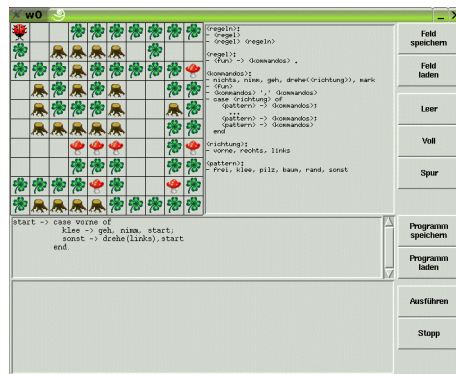 w0
<regeln>:
- <regel>
- <regel> <regeln>
<regel>:
- <fun> -> <kommandos> .
<kommandos>:
- nichts, nimm, geh, drehe(<richtung>), mark
- <fun>
- <kommandos> ',' <kommandos>
- case <richtung> of
<pattern> -> <kommandos>;
...
<pattern> -> <kommandos>;
<pattern> -> <kommandos>
end
<richtung>:
- vorne, rechts, links
<pattern>:
- frei, klee, pilz, baum, rand, sonst
Feld
speichern
Feld
laden
Leer
Voll
Spur
start -> case vorne of
klee -> geh, nimm, start;
sonst -> drehe(links),start
end.
Programm
speichern
Programm
laden
Ausführen
Stopp